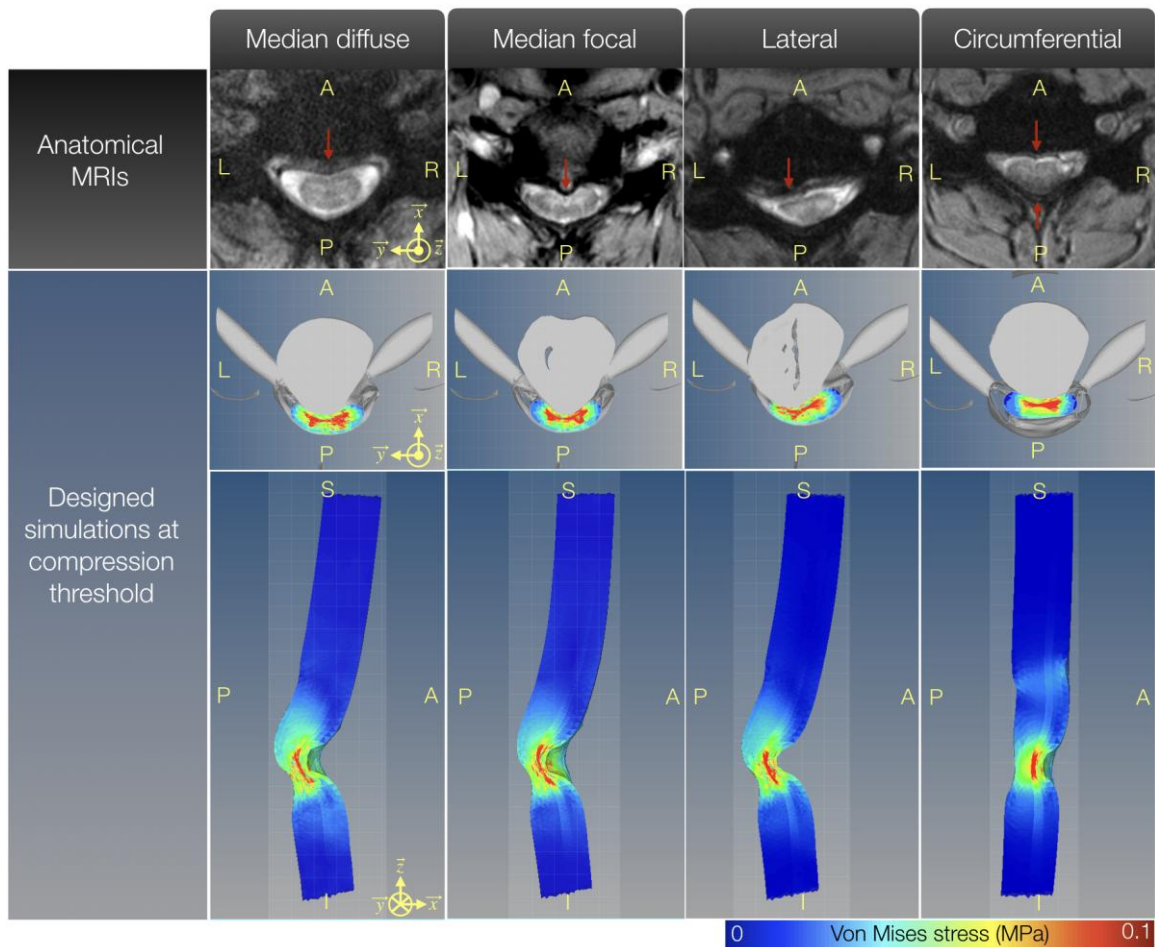 Median diffuse
Median focal
Lateral
Circumferential
Anatomical
MRIs
A
L
P
x
y
z
A
P
A
P
A
R
P
R
L
R
L
R
L
Designed
simulations at
compression
threshold
A
L
P
x
y
z
A
P
A
P
A
R
P
R
L
R
L
R
L
S
P
A
I
z
y
x
S
P
A
I
S
P
A
I
S
P
A
I
0
Von Mises stress (MPa)
0.1